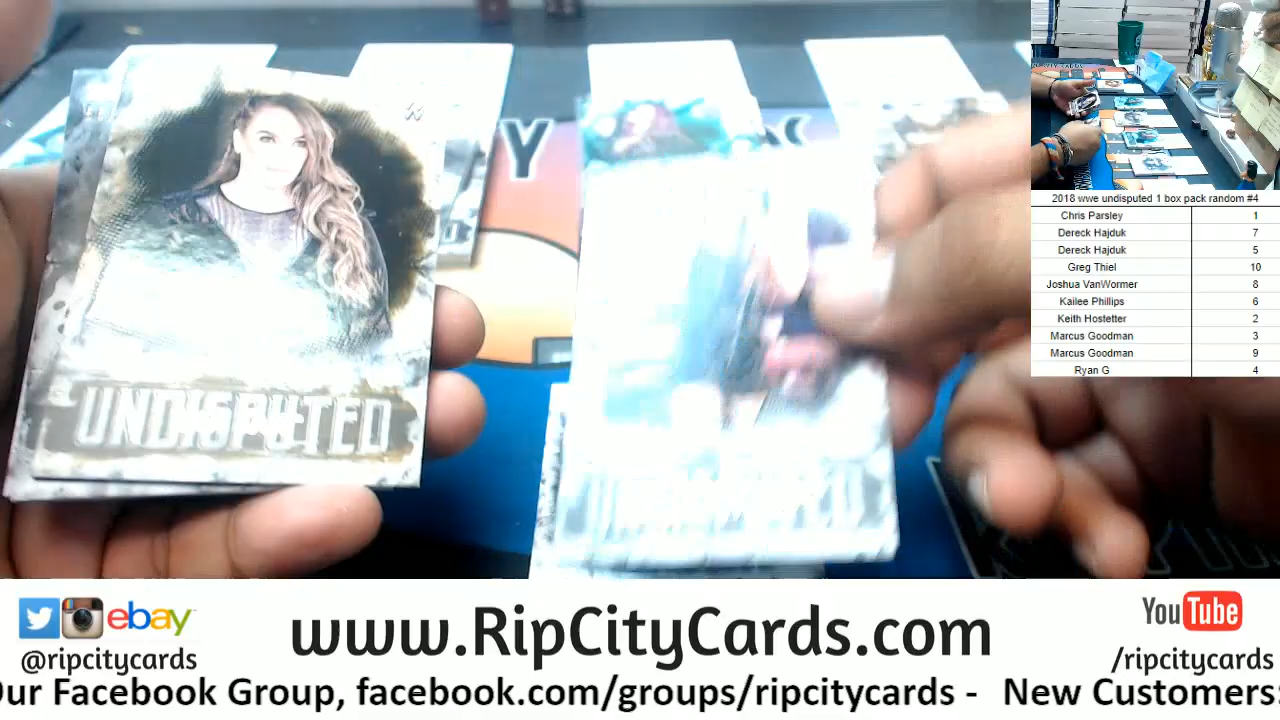 UNDISPUTED
Y
2018 wwe undisputed 1 box pack random #4
Chris Parsley 1
Dereck Hajduk 7
Dereck Hajduk 5
Greg Thiel 10
Joshua VanWormer 8
Kailee Phillips 6
Keith Hostetter 2
Marcus Goodman 3
Marcus Goodman 9
Ryan G 4
ebay
@ripcitycards
www.RipCityCards.com
YouTube
/ripcitycards
Our Facebook Group, facebook.com/groups/ripcitycards - New Customers: